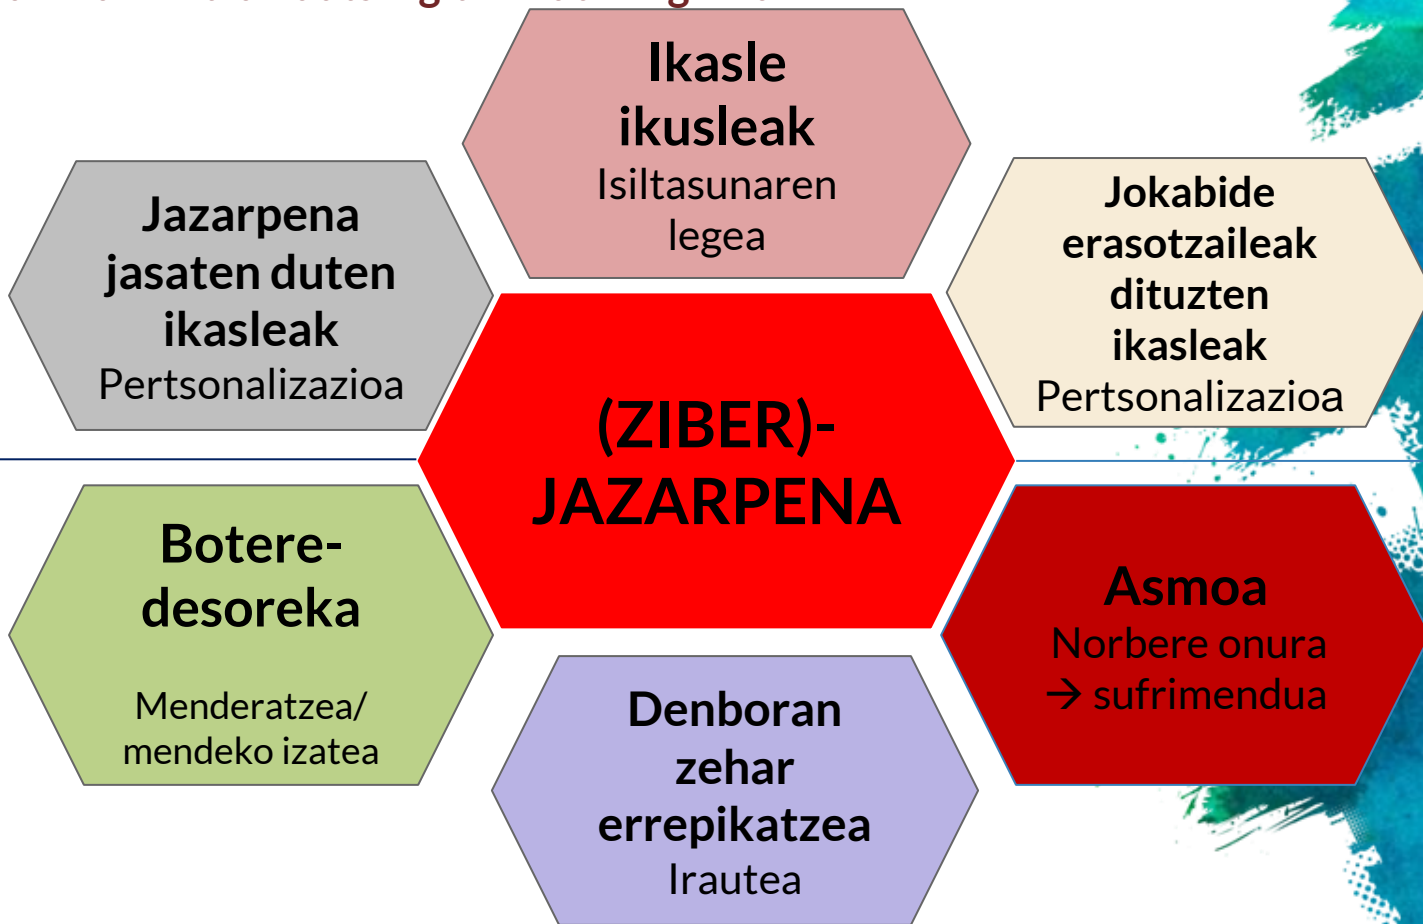 Ikasle
ikusleak
Isiltasunaren
legea
Jazarpena
jasaten duten
ikasleak
Pertsonalizazioa
Jokabide
erasotzaileak
dituzten
ikasleak
Pertsonalizazioa
(ZIBER)-
JAZARPENA
Botere-
desoreka
Menderatzea/
mendeko izatea
Asmoa
Norbere onura
→ sufrimendua
Denboran
zehar
errepikatzea
Irautea